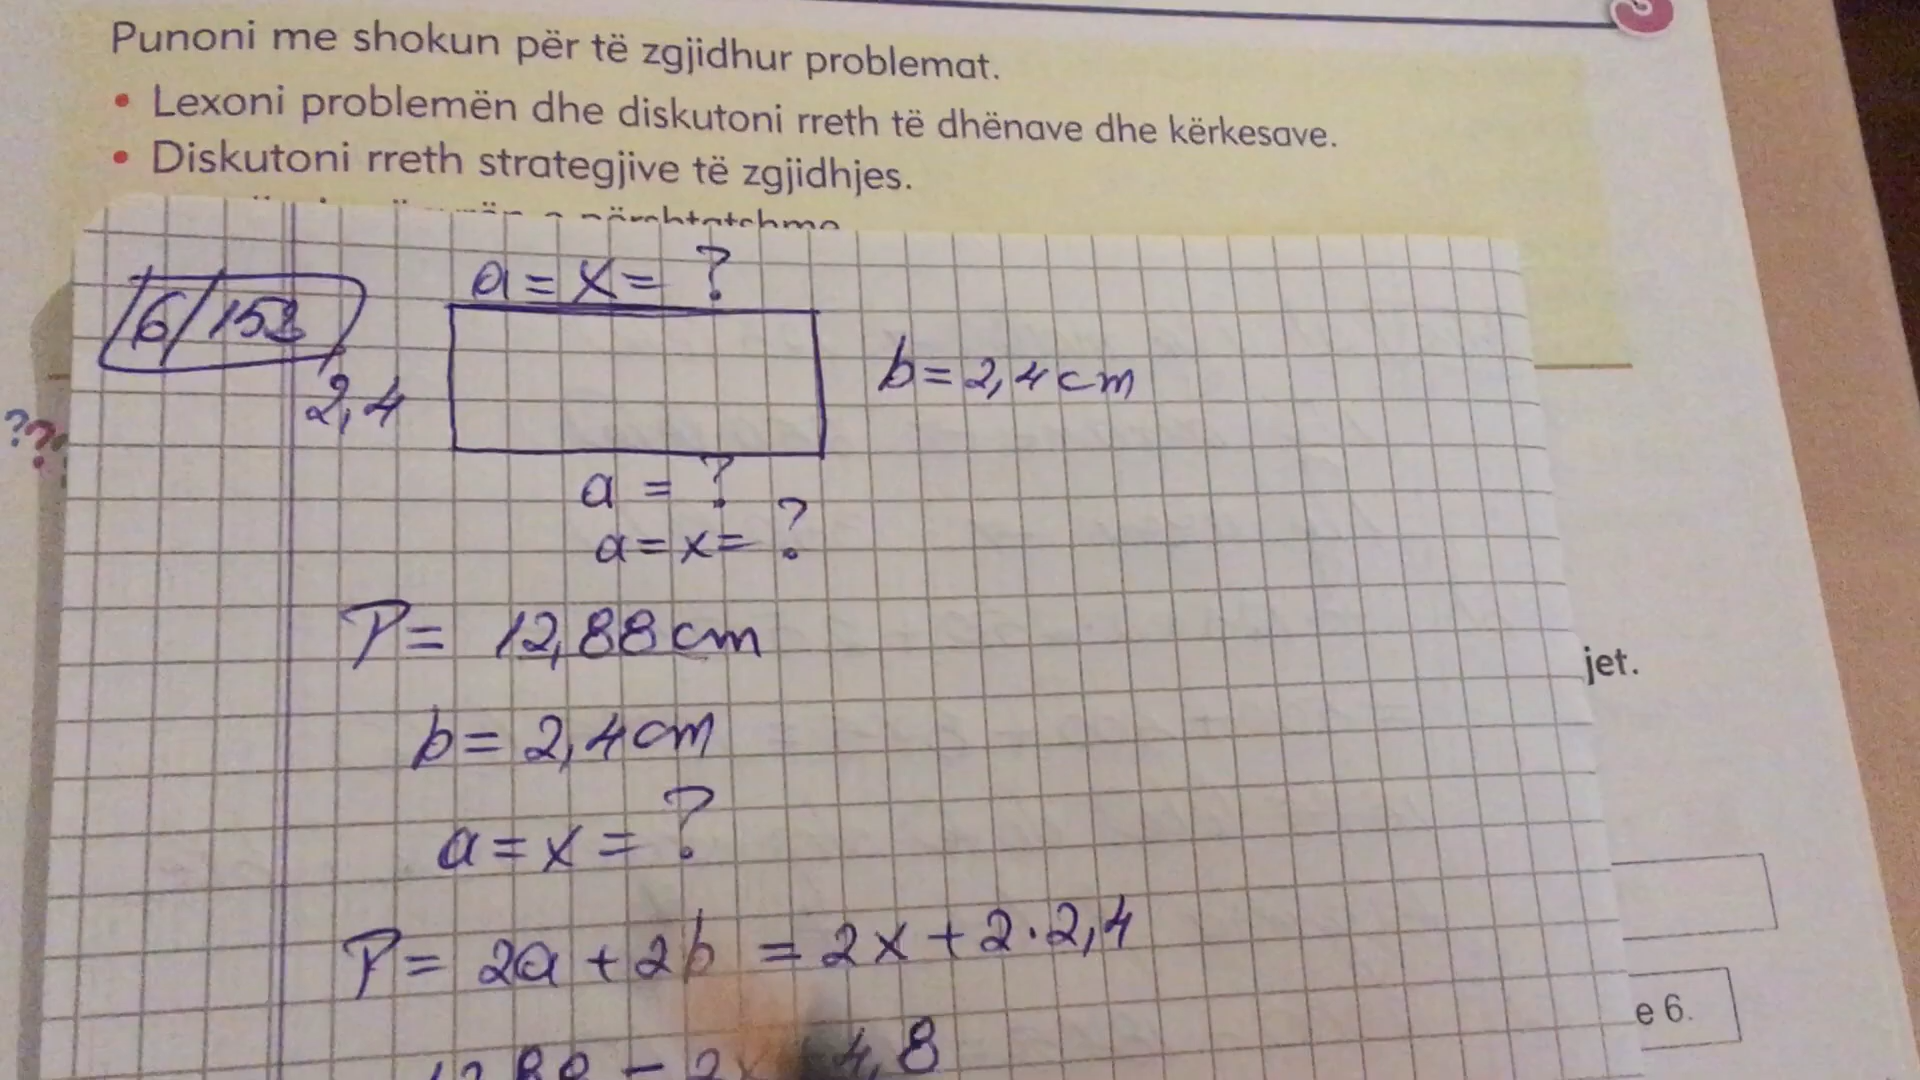 Punoni me shokun për të zgjidhur problemat.
• Lexoni problemën dhe diskutoni rreth të dhënave dhe kërkesave.
• Diskutoni rreth strategjive të zgjidhjes.
a = x = ?
6/153
2,4
b = 2,4 cm
a = ?
a = x = ?
P = 12,88 cm
jet.
b = 2,4 cm
a = x = ?
P = 2a + 2b = 2x + 2·2,4
e 6.
4,8